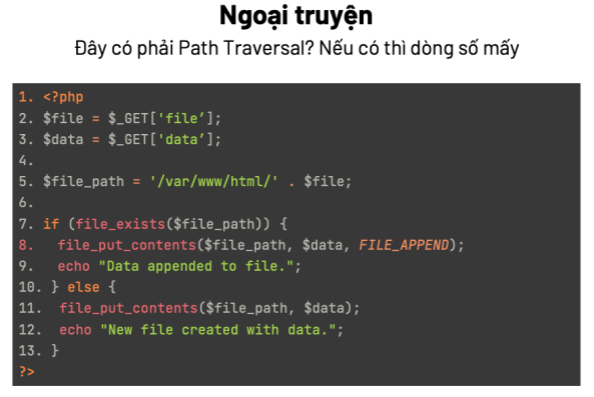 Ngoại truyện
Đây có phải Path Traversal? Nếu có thì dòng số mấy
1. <?php
2. $file = $_GET['file’];
3. $data = $_GET['data’];
4.
5. $file_path = '/var/www/html/' . $file;
6.
7. if (file_exists($file_path)) {
8.   file_put_contents($file_path, $data, FILE_APPEND);
9.   echo "Data appended to file.";
10. } else {
11.  file_put_contents($file_path, $data);
12.  echo "New file created with data.";
13. }
?>